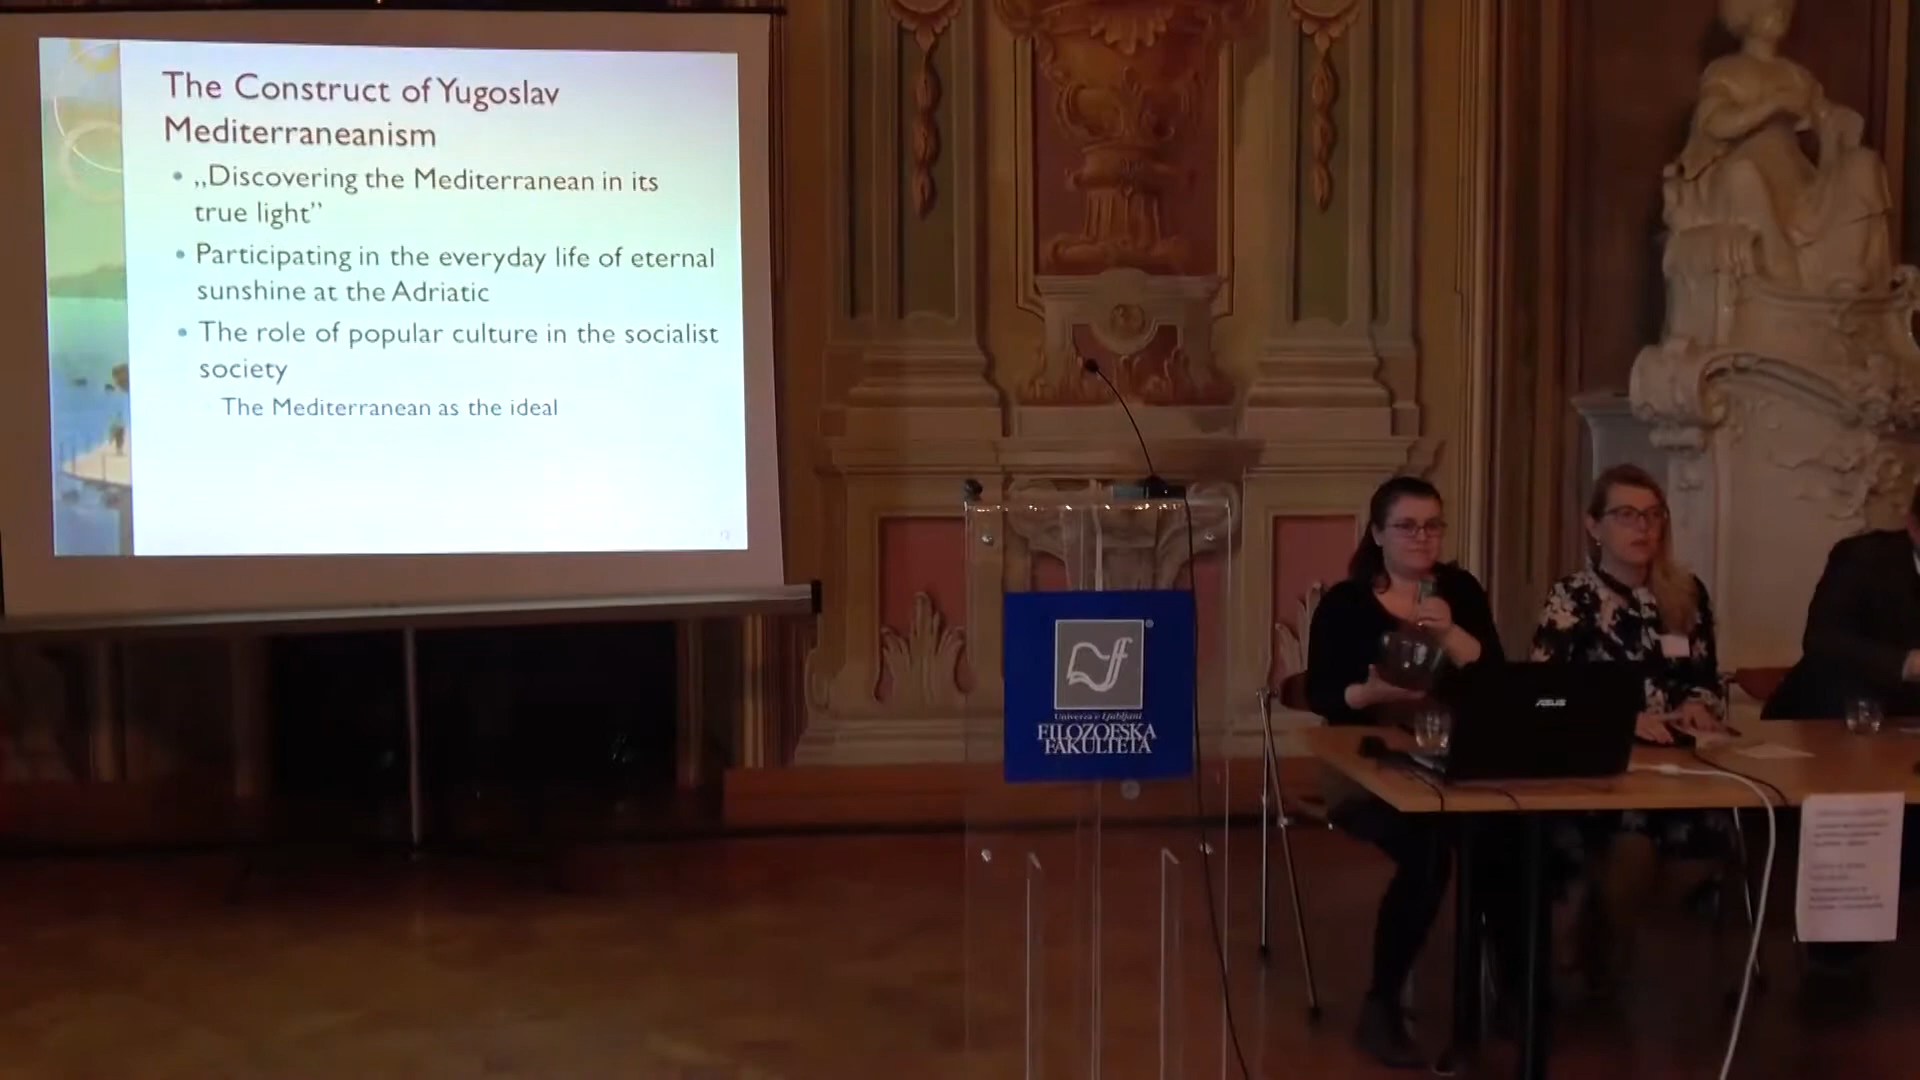 The Construct of Yugoslav
Mediterraneanism
• „Discovering the Mediterranean in its
true light”
• Participating in the everyday life of eternal
sunshine at the Adriatic
• The role of popular culture in the socialist
society
The Mediterranean as the ideal
Univerza v Ljubljani
FILOZOFSKA
FAKULTETA
ASUS